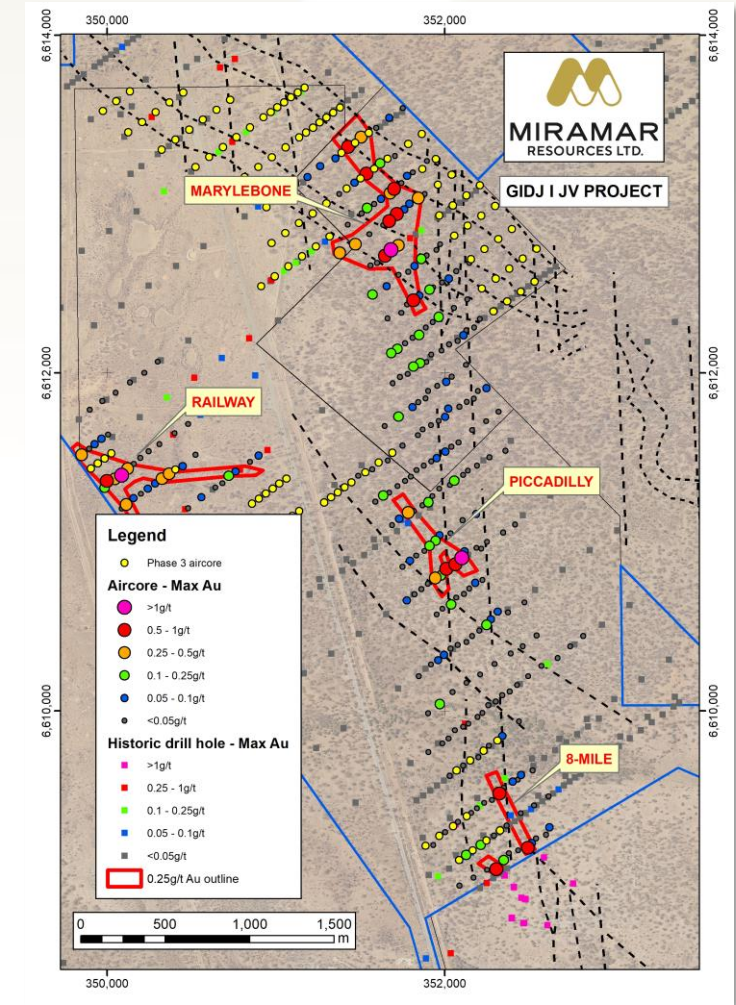 350,000
352,000
6,614,000
6,614,000
MIRAMAR
RESOURCES LTD.
GIDJI JV PROJECT
MARYLEBONE
6,612,000
6,612,000
RAILWAY
PICCADILLY
Legend
Phase 3 aircore
Aircore - Max Au
>1g/t
0.5 - 1g/t
0.25 - 0.5g/t
0.1 - 0.25g/t
0.05 - 0.1g/t
<0.05g/t
Historic drill hole - Max Au
>1g/t
0.25 - 1g/t
0.1 - 0.25g/t
0.05 - 0.1g/t
<0.05g/t
0.25g/t Au outline
6,610,000
6,610,000
8-MILE
0 500 1,000 1,500
m
350,000
352,000